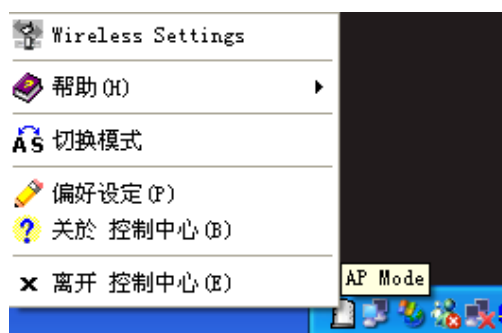 Wireless Settings
帮助(H)
切换模式
偏好设定(P)
关於 控制中心(B)
离开 控制中心(E)
AP Mode